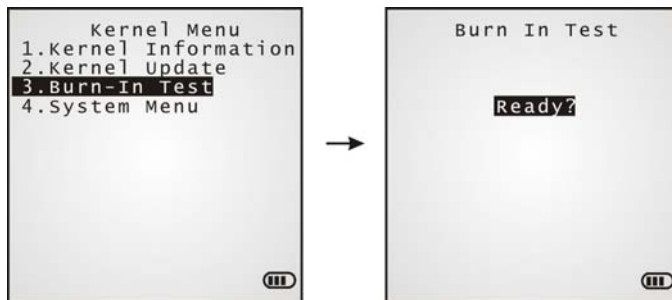 Kernel Menu
1.Kernel Information
2.Kernel Update
3.Burn-In Test
4.System Menu
Burn In Test
Ready?